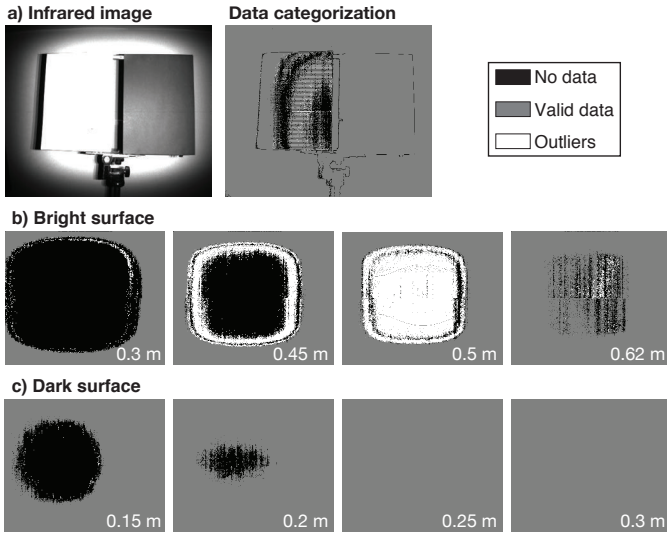 a) Infrared image
Data categorization
No data
Valid data
Outliers
b) Bright surface
0.3 m
0.45 m
0.5 m
0.62 m
c) Dark surface
0.15 m
0.2 m
0.25 m
0.3 m